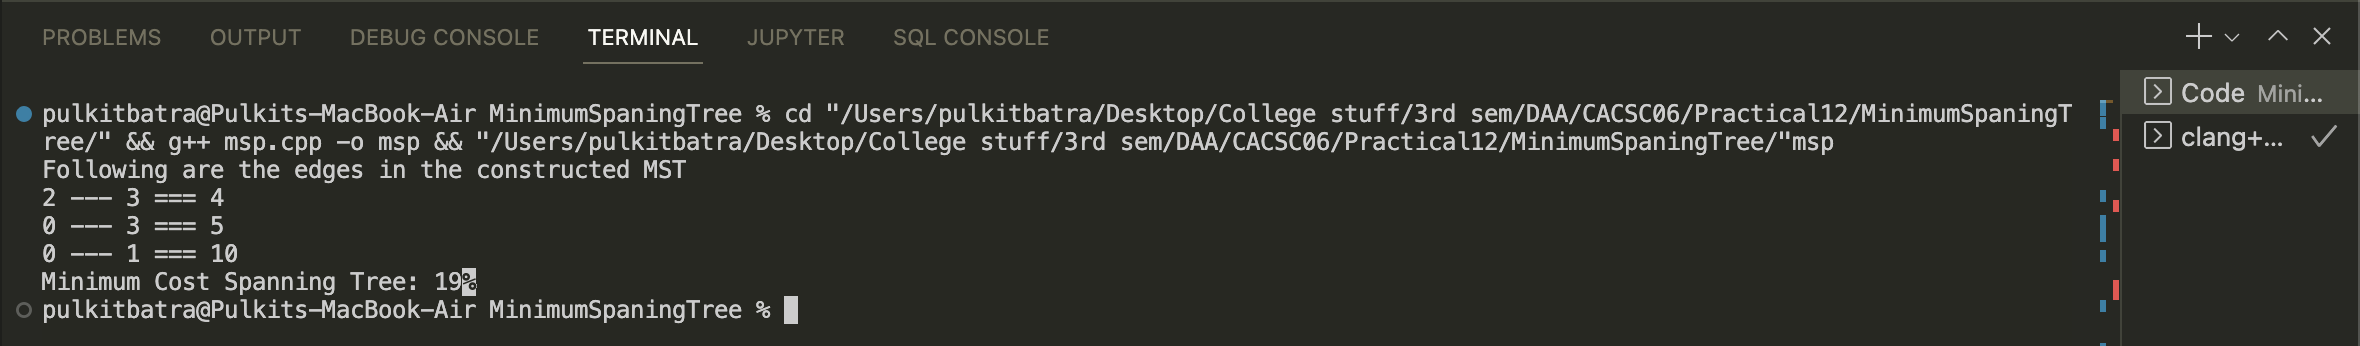 PROBLEMS OUTPUT DEBUG CONSOLE TERMINAL JUPYTER SQL CONSOLE
pulkitbatra@Pulkits-MacBook-Air MinimumSpaningTree % cd "/Users/pulkitbatra/Desktop/College stuff/3rd sem/DAA/CACSC06/Practical12/MinimumSpaningT
ree/" && g++ msp.cpp -o msp && "/Users/pulkitbatra/Desktop/College stuff/3rd sem/DAA/CACSC06/Practical12/MinimumSpaningTree/"msp
Following are the edges in the constructed MST
2 --- 3 === 4
0 --- 3 === 5
0 --- 1 === 10
Minimum Cost Spanning Tree: 19%
pulkitbatra@Pulkits-MacBook-Air MinimumSpaningTree %
Code Mini...
clang+...